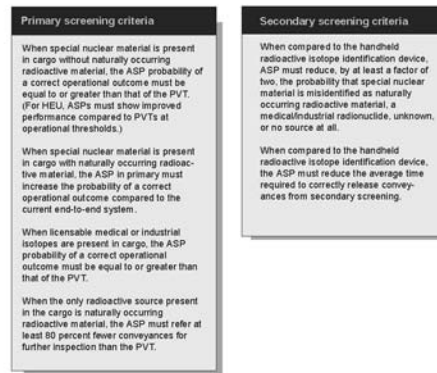 Primary screening criteria
When special nuclear material is present
in cargo without naturally occurring
radioactive material, the ASP probability of
a correct operational outcome must be
equal to or greater than that of the PVT.
(For HEU, ASPs must show improved
performance compared to PVTs at
operational thresholds.)
When special nuclear material is present
in cargo with naturally occurring radioac-
tive material, the ASP in primary must
increase the probability of a correct
operational outcome compared to the
current end-to-end system.
When licensable medical or industrial
isotopes are present in cargo, the ASP
probability of a correct operational
outcome must be equal to or greater than
that of the PVT.
When the only radioactive source present
in the cargo is naturally occurring
radioactive material, the ASP must refer at
least 80 percent fewer conveyances for
further inspection than the PVT.
Secondary screening criteria
When compared to the handheld
radioactive isotope identification device,
ASP must reduce, by at least a factor of
two, the probability that special nuclear
material is misidentified as naturally
occurring radioactive material, a
medical/industrial radionuclide, unknown,
or no source at all.
When compared to the handheld
radioactive isotope identification device,
the ASP must reduce the average time
required to correctly release convey-
ances from secondary screening.